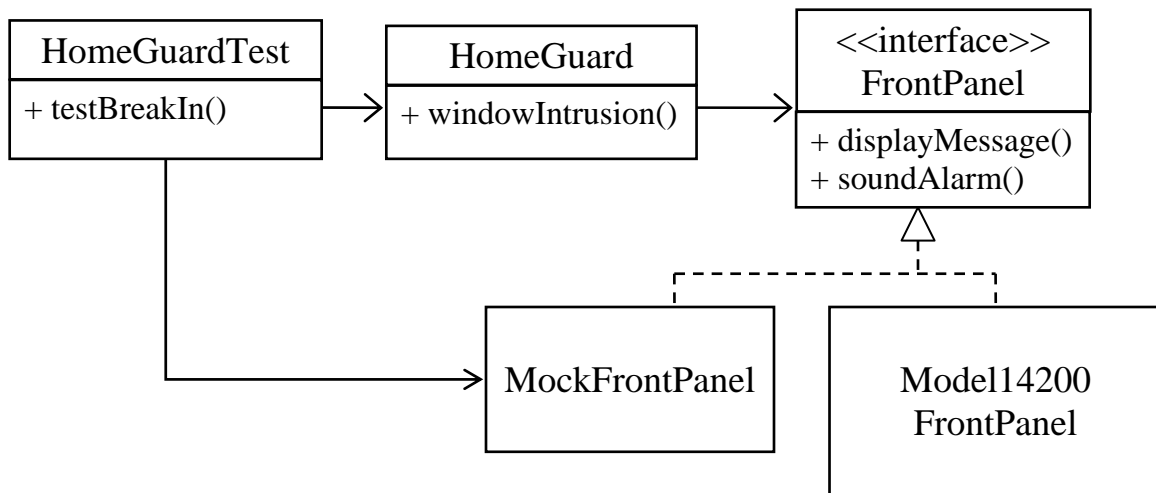 HomeGuardTest
+ testBreakIn()
HomeGuard
+ windowIntrusion()
<<interface>>
FrontPanel
+ displayMessage()
+ soundAlarm()
MockFrontPanel
Model14200
FrontPanel